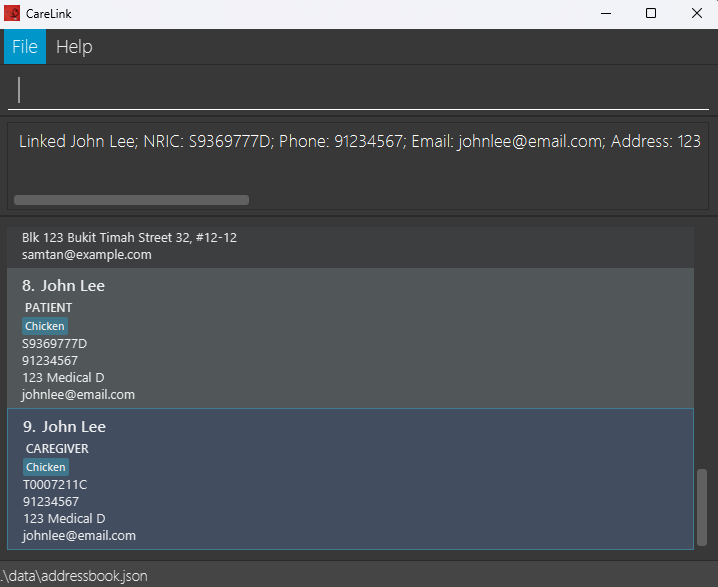 CareLink
File Help
Linked John Lee; NRIC: S9369777D; Phone: 91234567; Email: johnlee@email.com; Address: 123
Blk 123 Bukit Timah Street 32, #12-12
samtan@example.com
8. John Lee
PATIENT
Chicken
S9369777D
91234567
123 Medical D
johnlee@email.com
9. John Lee
CAREGIVER
Chicken
T0007211C
91234567
123 Medical D
johnlee@email.com
.\data\addressbook.json